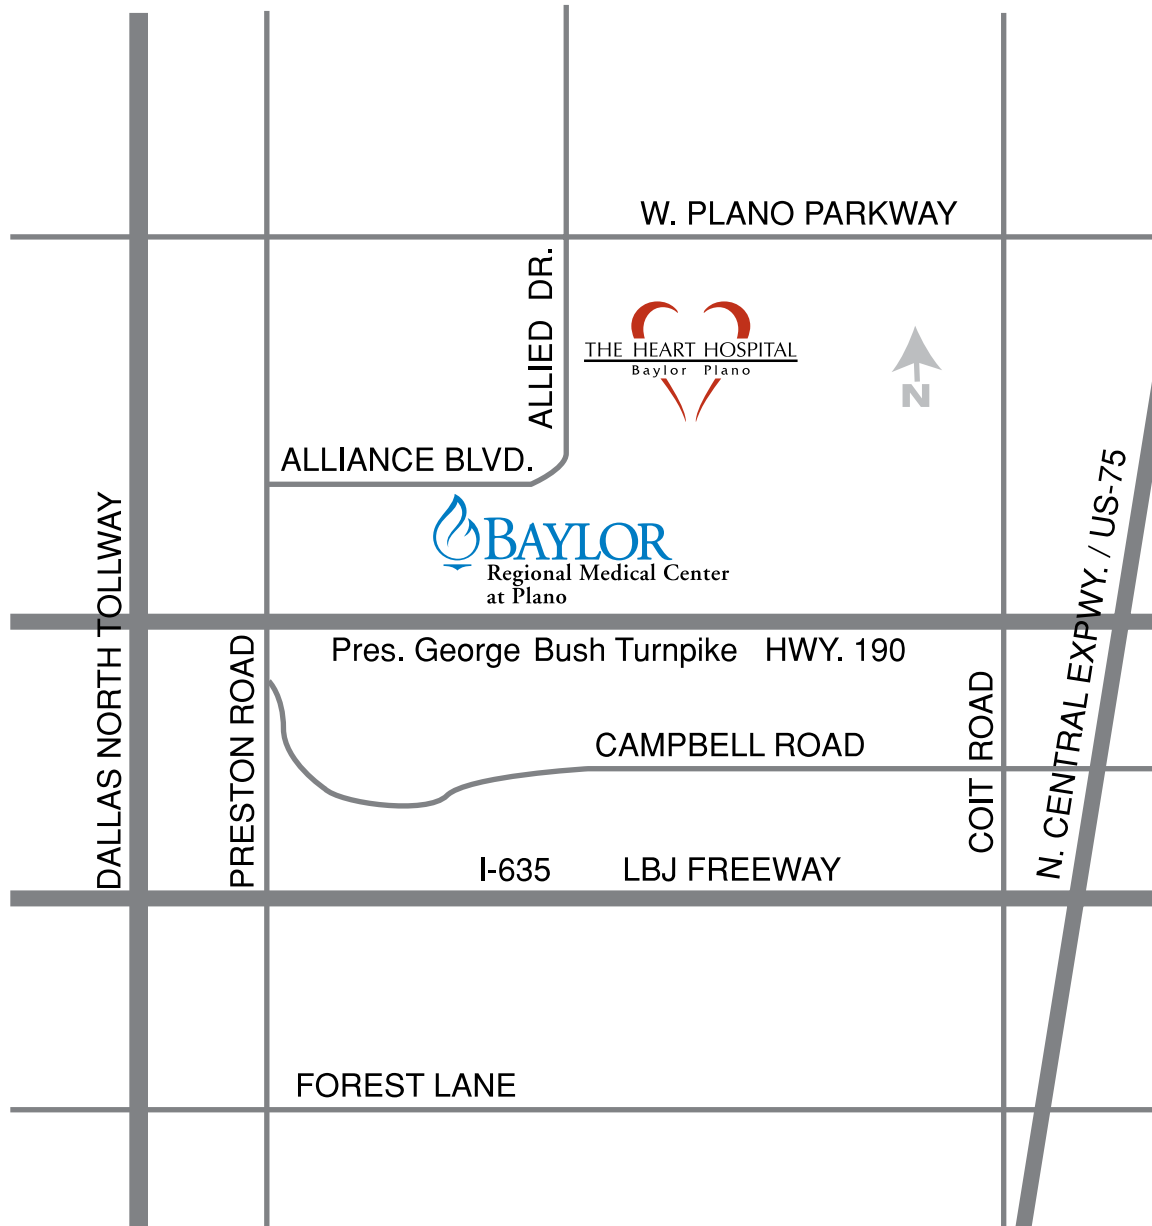 W. PLANO PARKWAY
ALLIED DR.
THE HEART HOSPITAL
Baylor Plano
N
ALLIANCE BLVD.
BAYLOR
Regional Medical Center
at Plano
DALLAS NORTH TOLLWAY
N. CENTRAL EXPWY. / US-75
Pres. George Bush Turnpike HWY. 190
PRESTON ROAD
COIT ROAD
CAMPBELL ROAD
I-635 LBJ FREEWAY
FOREST LANE